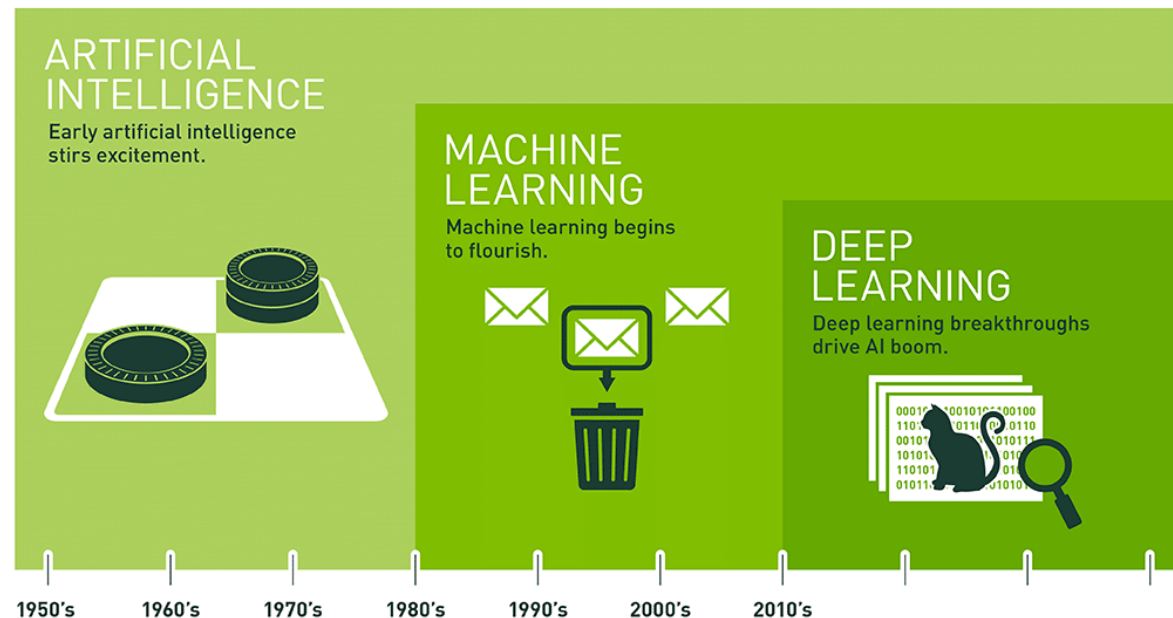 ARTIFICIAL
INTELLIGENCE
Early artificial intelligence
stirs excitement.
MACHINE
LEARNING
Machine learning begins
to flourish.
DEEP
LEARNING
Deep learning breakthroughs
drive AI boom.
1950's 1960's 1970's 1980's 1990's 2000's 2010's